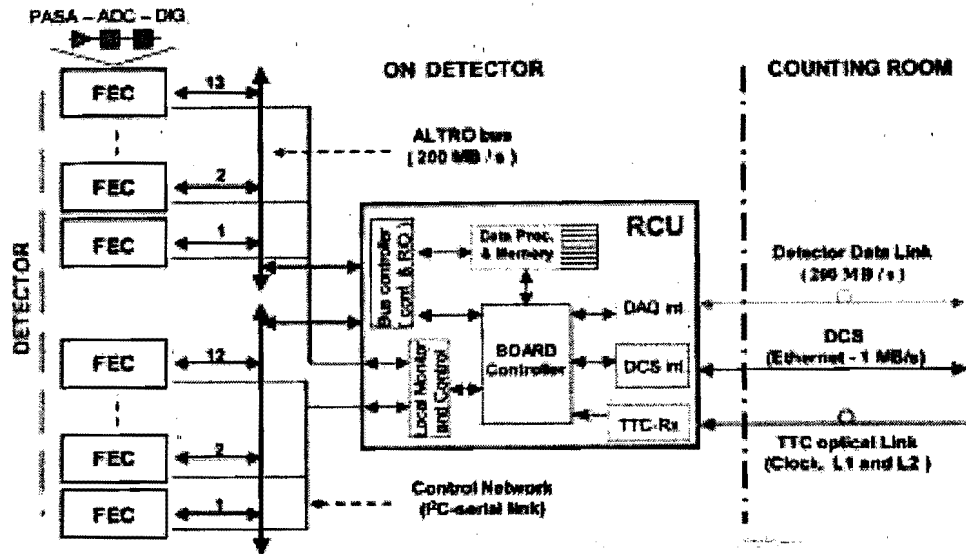 PASA – ADC – DIG
ON DETECTOR
COUNTING ROOM
FEC
13
ALTRO bus
(200 MB / s)
FEC
2
FEC
1
RCU
Bus controller
(conf. & R/O)
Data Proc.
& Memory
Detector Data Link
(200 MB / s)
DAQ int
DETECTOR
FEC
12
Local Monitor
and Control
BOARD
Controller
DCS int.
DCS
(Ethernet - 1 MB/s)
TTC-Rx
TTC optical Link
(Clock, L1 and L2 )
FEC
2
FEC
1
Control Network
(I²C-serial link)